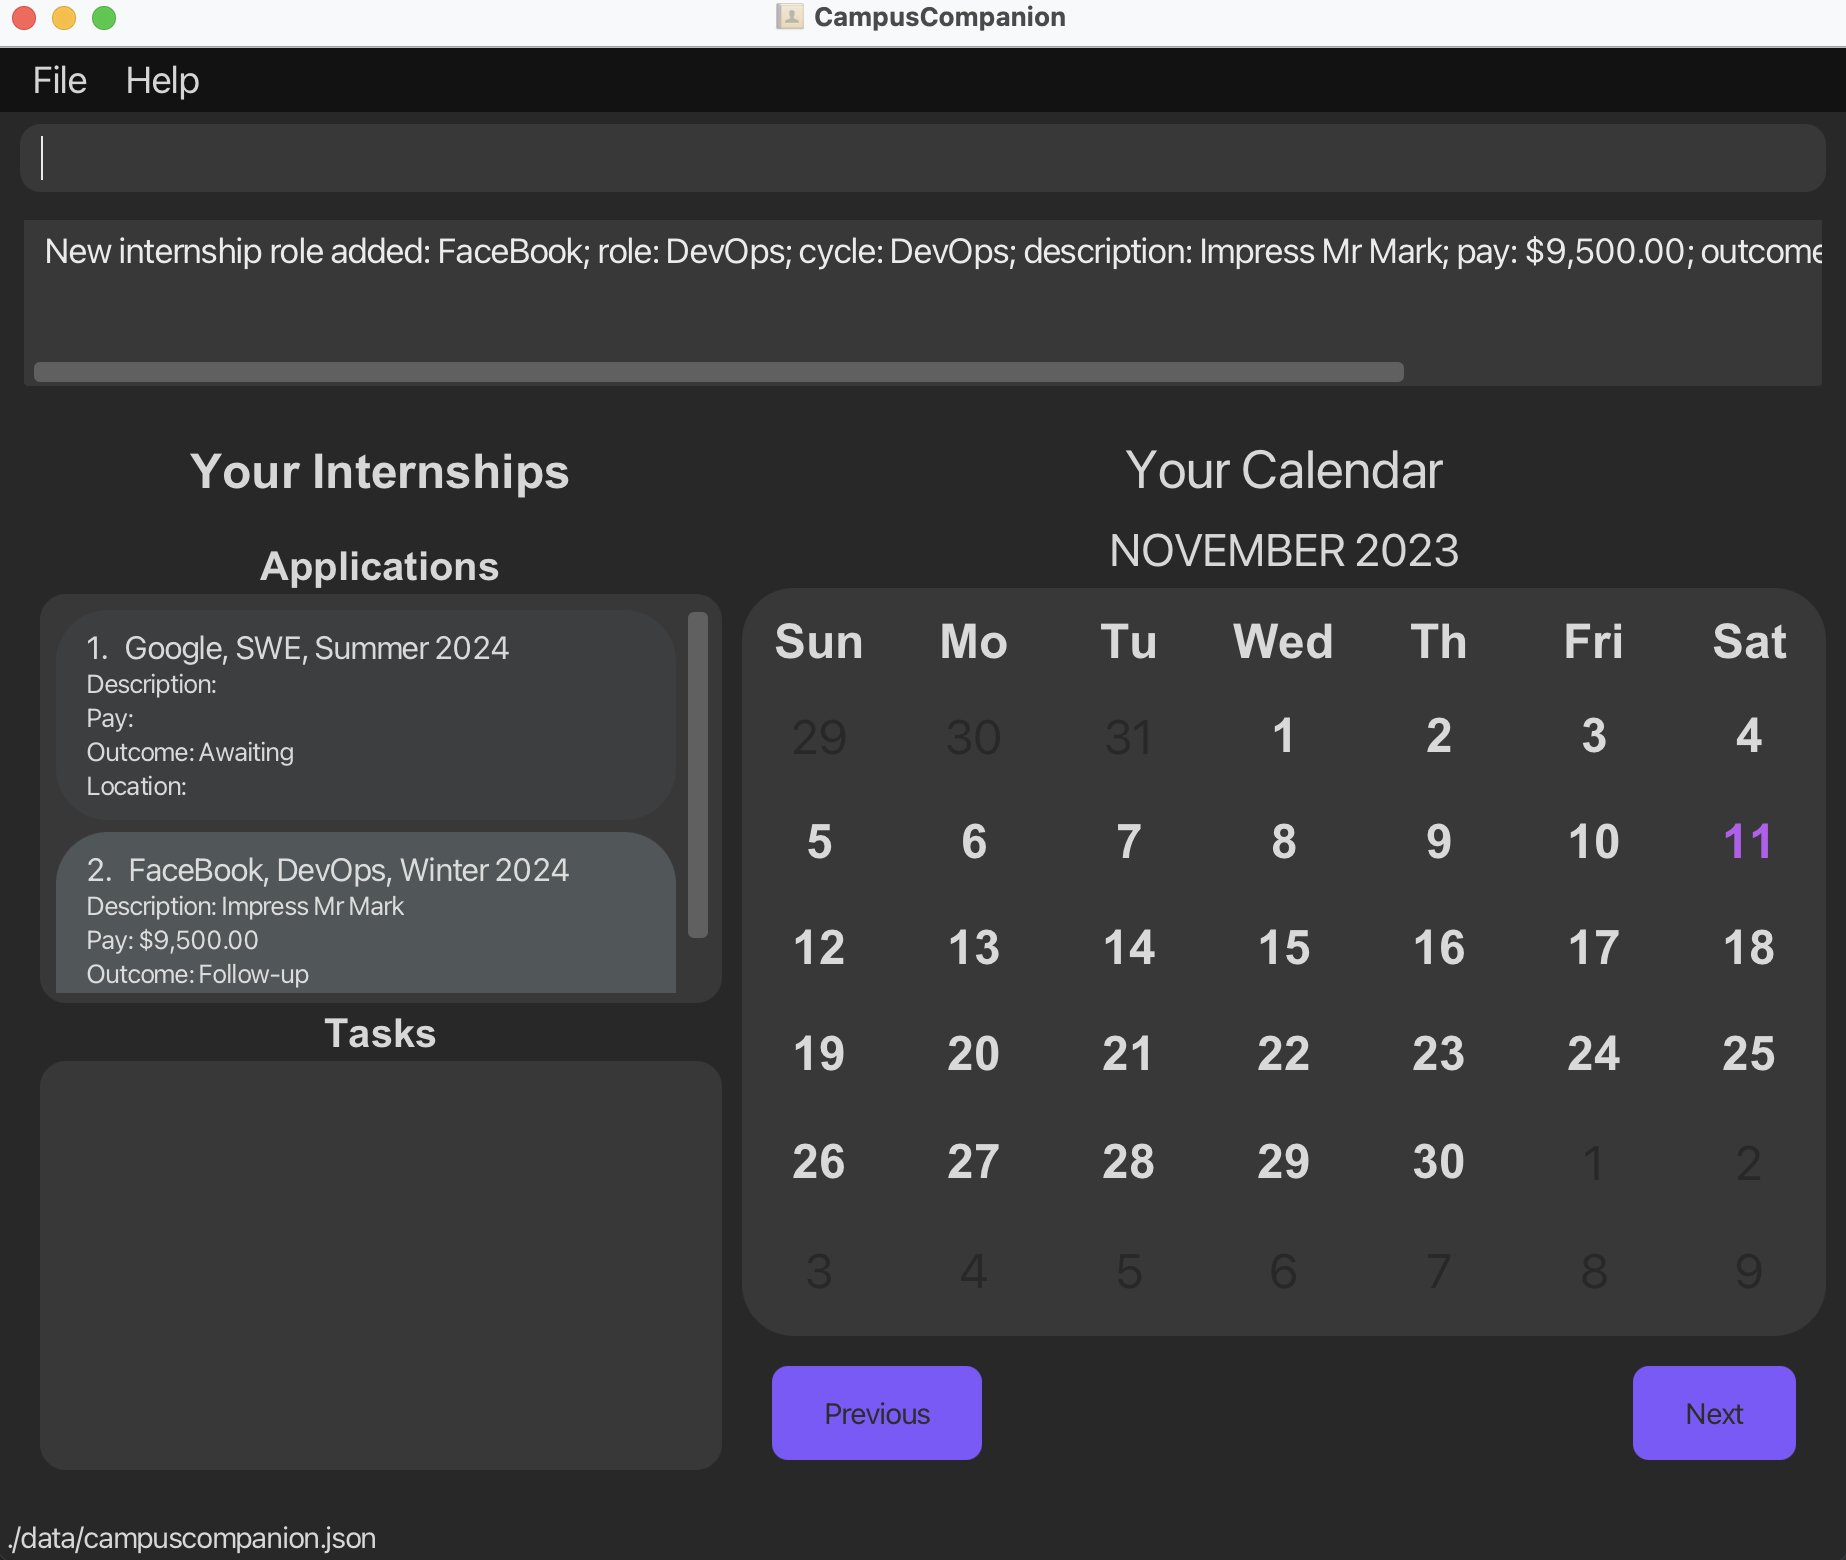 CampusCompanion
File Help
New internship role added: FaceBook; role: DevOps; cycle: DevOps; description: Impress Mr Mark; pay: $9,500.00; outcome
Your Internships
Applications
1. Google, SWE, Summer 2024
Description:
Pay:
Outcome: Awaiting
Location:
2. FaceBook, DevOps, Winter 2024
Description: Impress Mr Mark
Pay: $9,500.00
Outcome: Follow-up
Tasks
Your Calendar
NOVEMBER 2023
Sun Mo Tu Wed Th Fri Sat
29 30 31 1 2 3 4
5 6 7 8 9 10 11
12 13 14 15 16 17 18
19 20 21 22 23 24 25
26 27 28 29 30 1 2
3 4 5 6 7 8 9
Previous Next
./data/campuscompanion.json